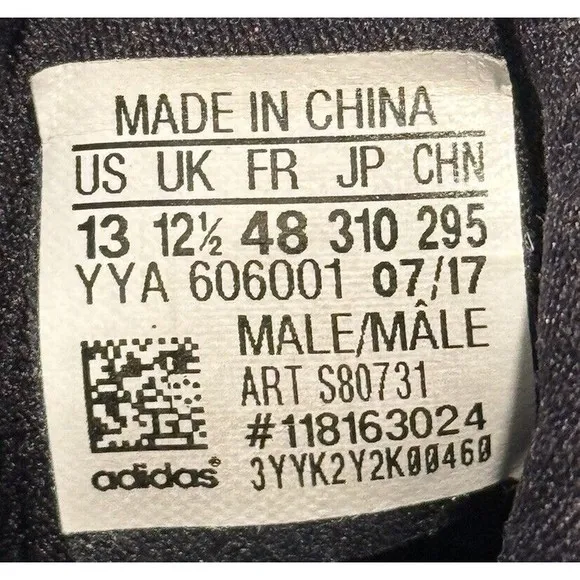 MADE IN CHINA
US UK FR JP CHN
13 12½ 48 310 295
YYA 606001 07/17
MALE/MÂLE
ART S80731
#118163024
adidas® 3YYK2Y2K00460